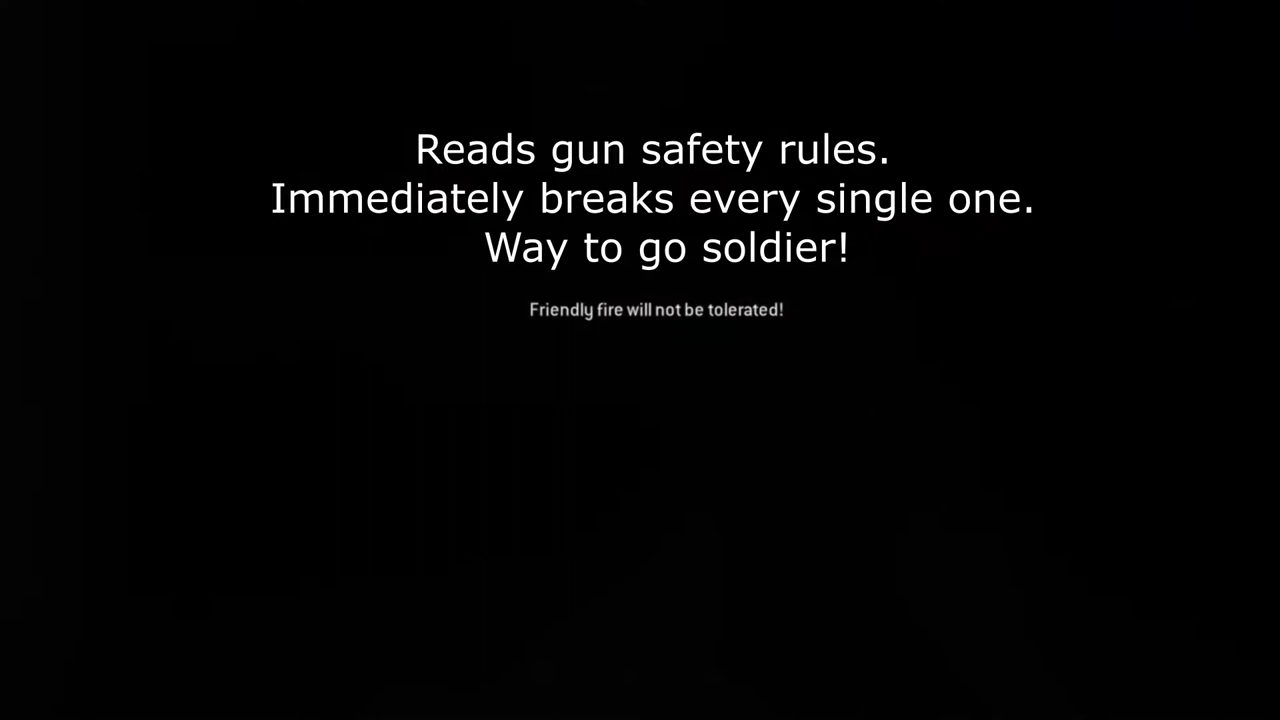 Reads gun safety rules.
Immediately breaks every single one.
Way to go soldier!
Friendly fire will not be tolerated!